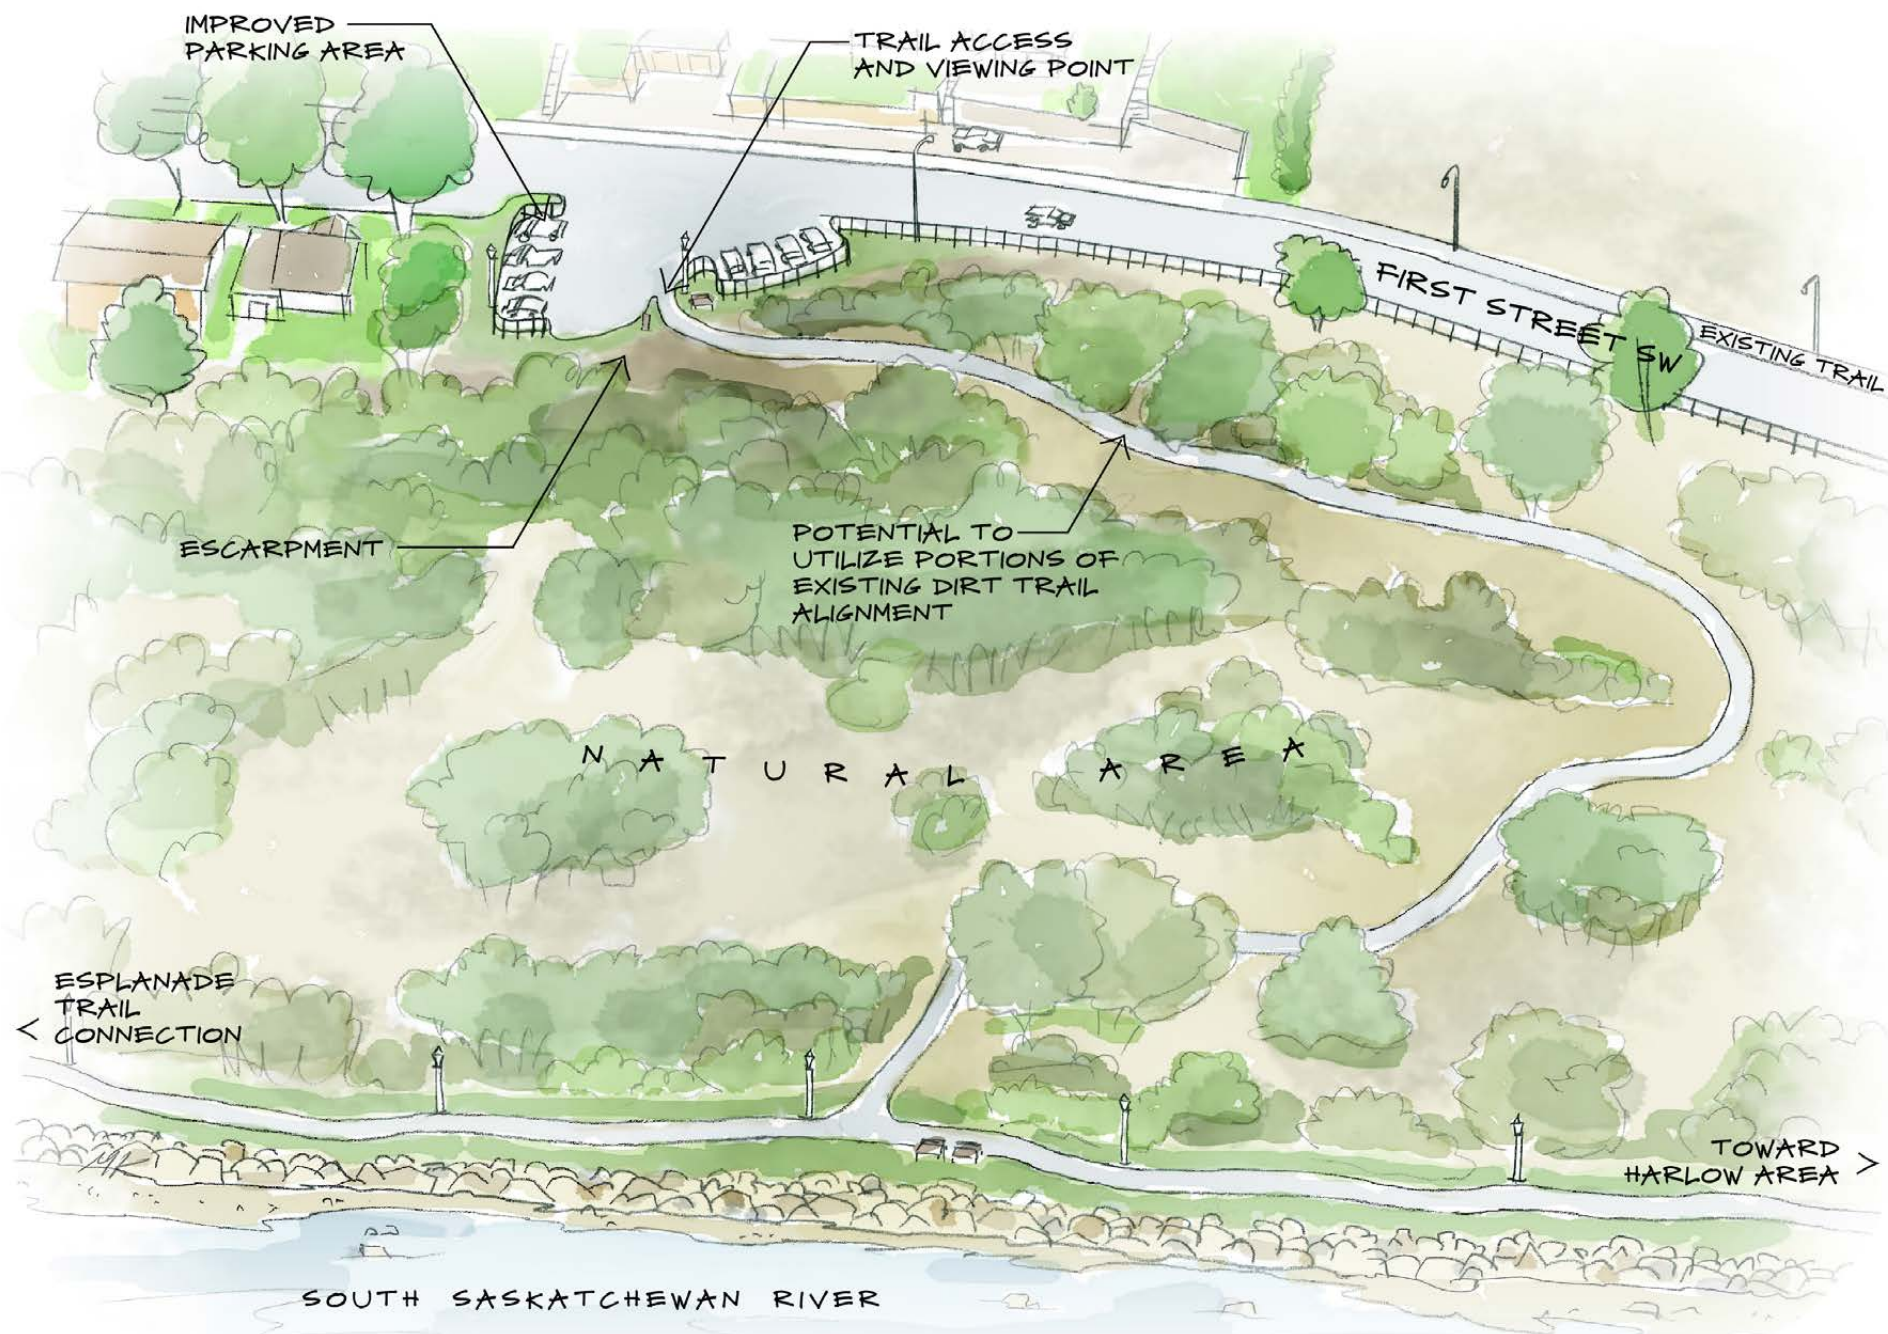 IMPROVED
PARKING AREA
TRAIL ACCESS
AND VIEWING POINT
FIRST STREET SW
EXISTING TRAIL
ESCARPMENT
POTENTIAL TO
UTILIZE PORTIONS OF
EXISTING DIRT TRAIL
ALIGNMENT
NATURAL AREA
ESPLANADE
TRAIL
< CONNECTION
TOWARD
HARLOW AREA >
MK
SOUTH SASKATCHEWAN RIVER